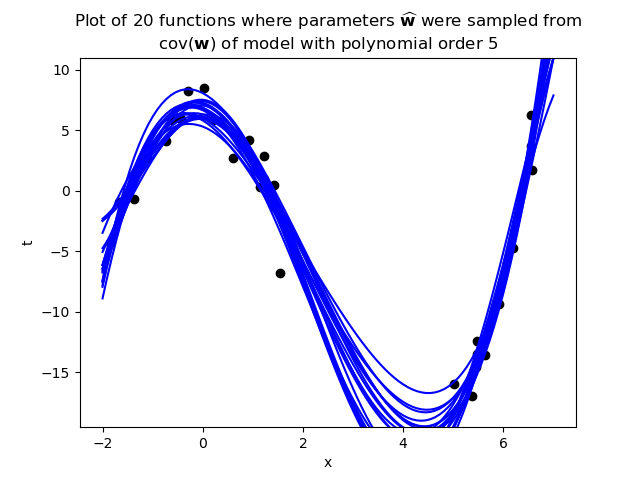 Plot of 20 functions where parameters ŵ were sampled from
cov(w) of model with polynomial order 5
10
5
0
−5
−10
−15
t
−2 0 2 4 6
x